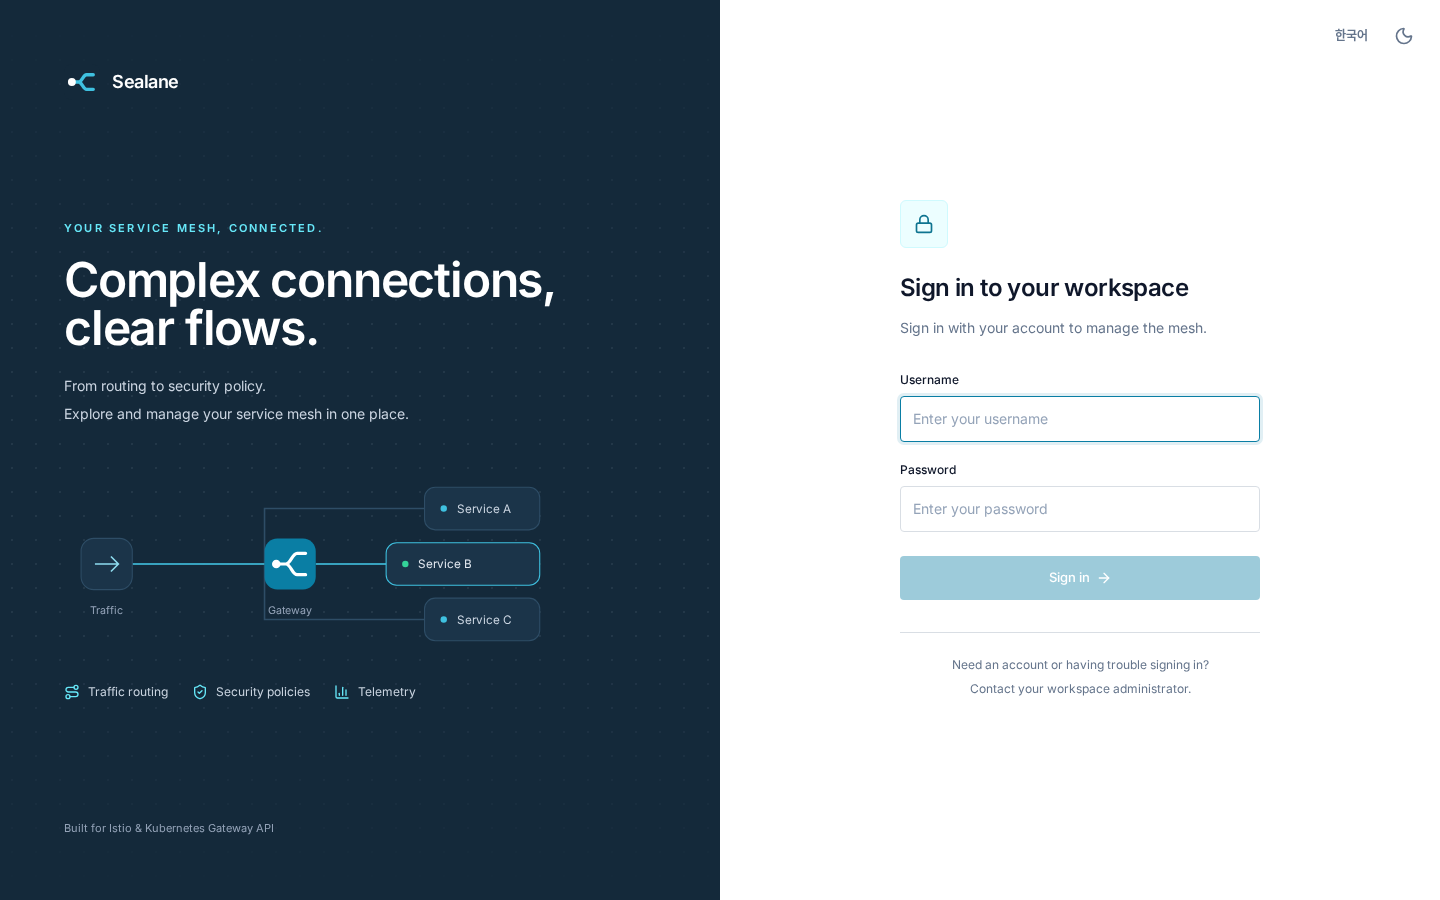 Sealane
한국어
YOUR SERVICE MESH, CONNECTED.
Complex connections,
clear flows.
From routing to security policy.
Explore and manage your service mesh in one place.
Traffic
Gateway
Service A
Service B
Service C
Traffic routing
Security policies
Telemetry
Built for Istio & Kubernetes Gateway API
Sign in to your workspace
Sign in with your account to manage the mesh.
Username
Enter your username
Password
Enter your password
Sign in
Need an account or having trouble signing in?
Contact your workspace administrator.